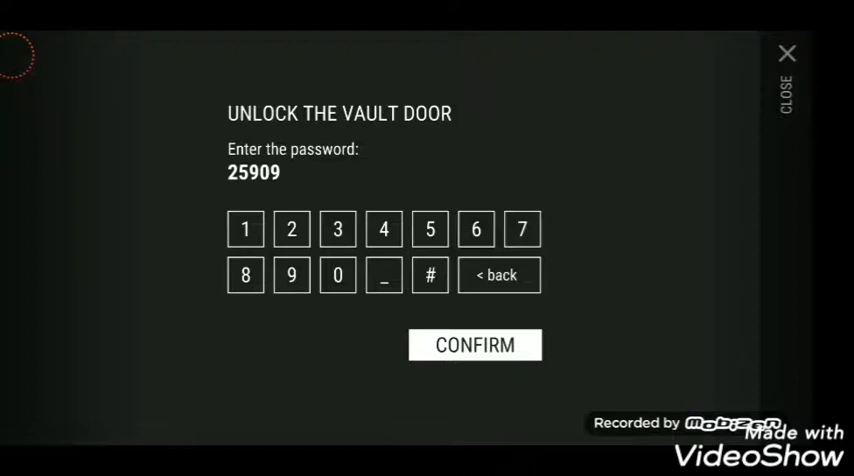 CLOSE
UNLOCK THE VAULT DOOR
Enter the password:
25909
1 2 3 4 5 6 7
8 9 0 _ # < back
CONFIRM
Recorded by mobizen
Made with
VideoShow